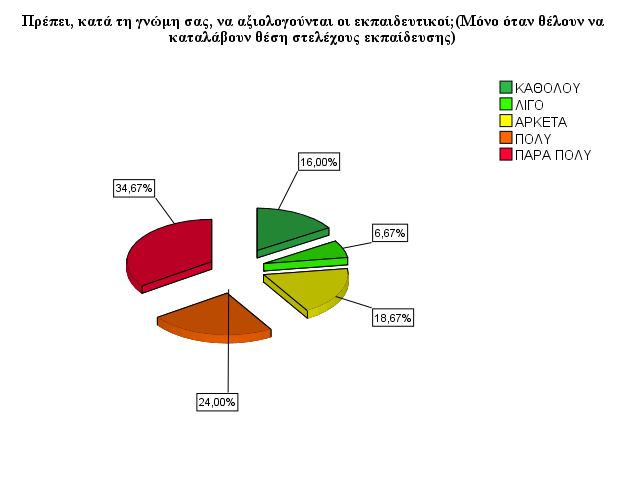 Πρέπει, κατά τη γνώμη σας, να αξιολογούνται οι εκπαιδευτικοί;(Μόνο όταν θέλουν να
καταλάβουν θέση στελέχους εκπαίδευσης)
ΚΑΘΟΛΟΥ
ΛΙΓΟ
ΑΡΚΕΤΑ
ΠΟΛΥ
ΠΑΡΑ ΠΟΛΥ
16,00%
34,67%
6,67%
18,67%
24,00%